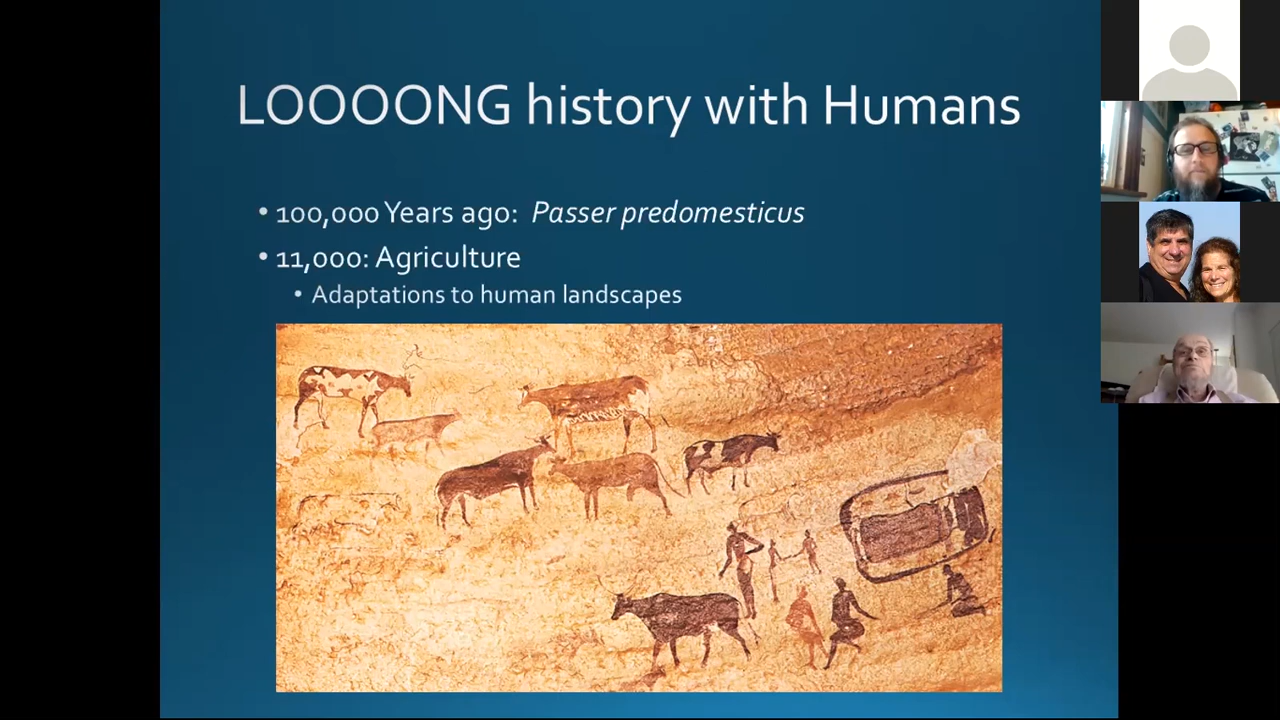 LOOOONG history with Humans
• 100,000 Years ago: Passer predomesticus
• 11,000: Agriculture
• Adaptations to human landscapes